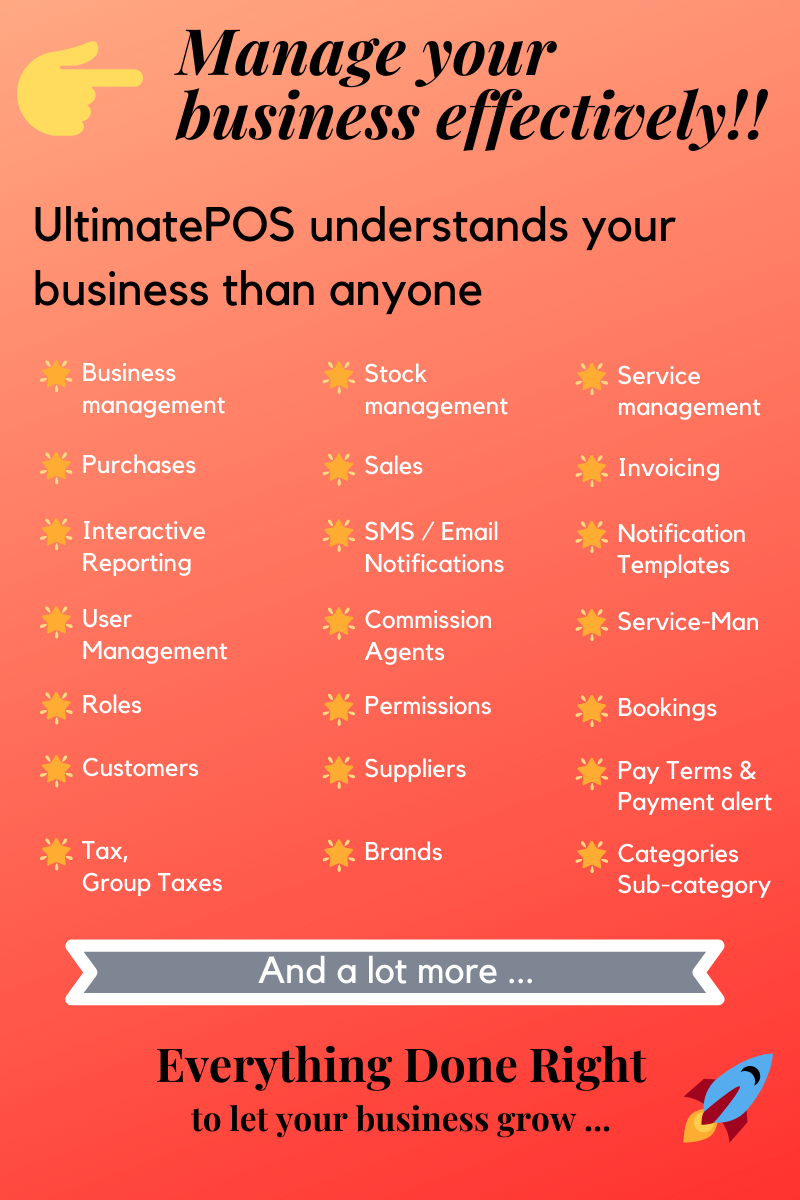 Manage your
business effectively!!
UltimatePOS understands your
business than anyone
Business
management
Stock
management
Service
management
Purchases
Sales
Invoicing
Interactive
Reporting
SMS / Email
Notifications
Notification
Templates
User
Management
Commission
Agents
Service-Man
Roles
Permissions
Bookings
Customers
Suppliers
Pay Terms &
Payment alert
Tax,
Group Taxes
Brands
Categories
Sub-category
And a lot more ...
Everything Done Right
to let your business grow ...